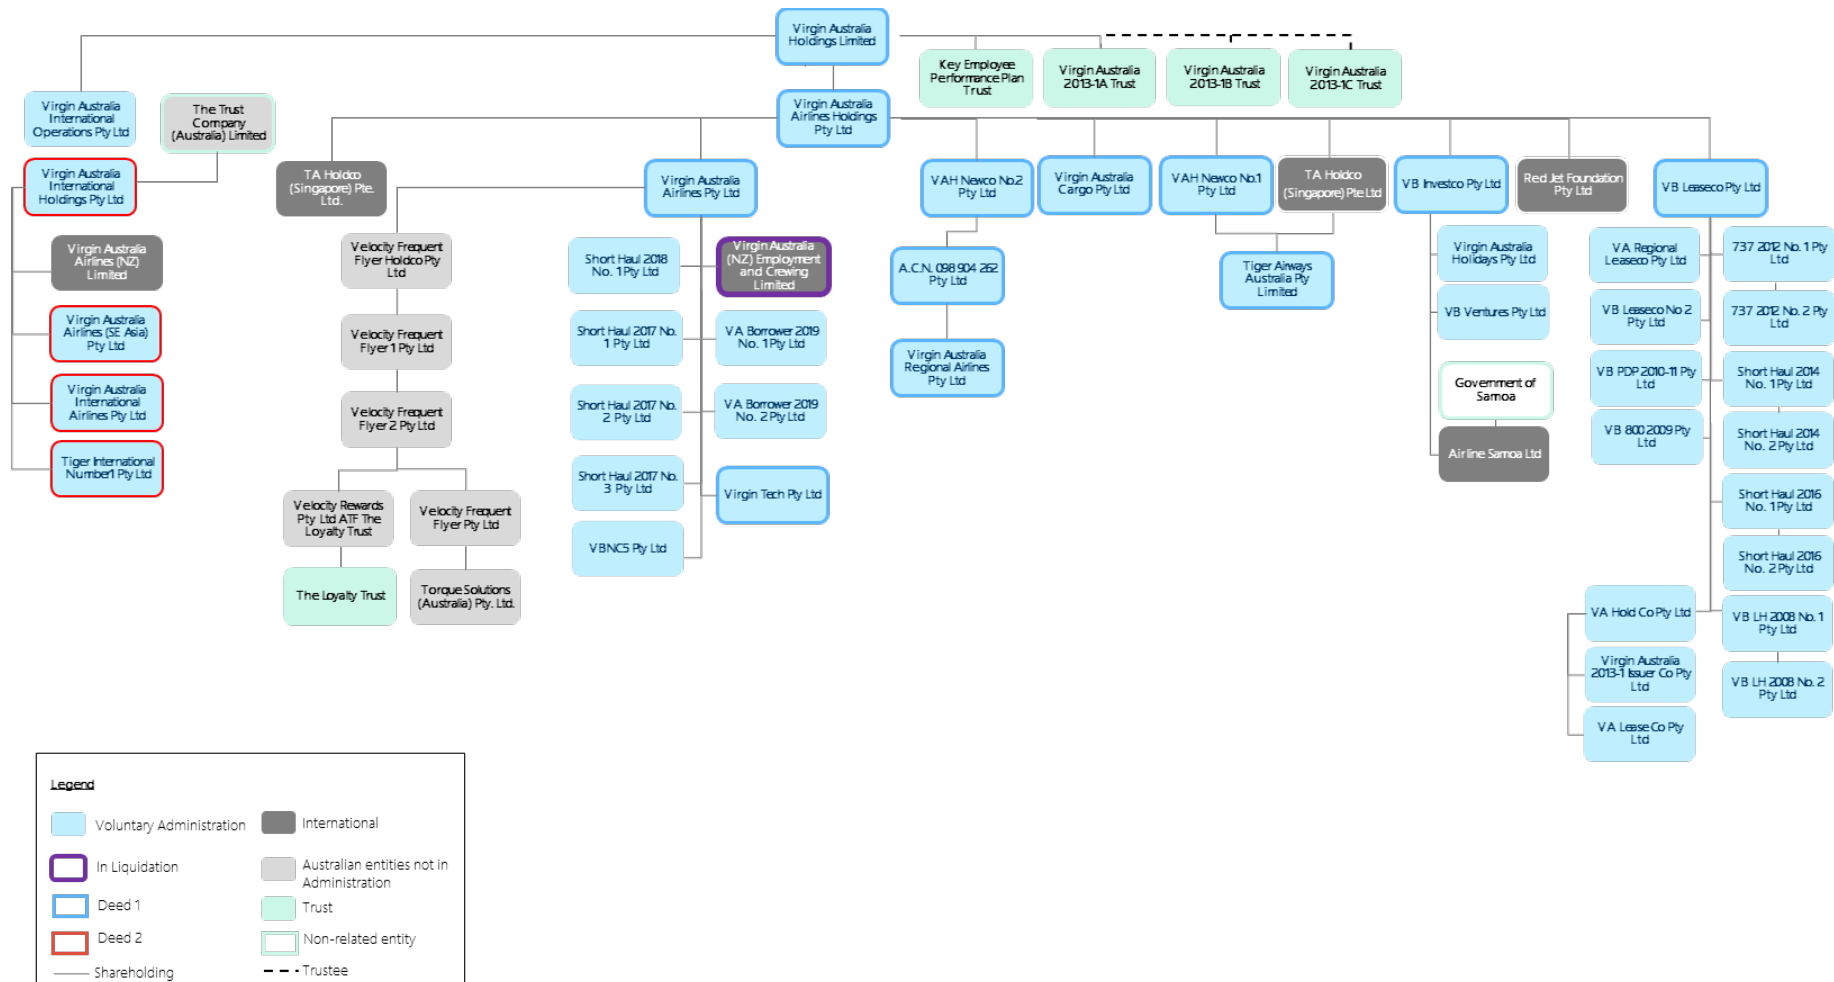 Virgin Australia
Holdings Limited
Key Employee
Performance Plan
Trust
Virgin Australia
2013-1A Trust
Virgin Australia
2013-1B Trust
Virgin Australia
2013-1C Trust
Virgin Australia
International
Operations Pty Ltd
The Trust
Company
(Australia) Limited
Virgin Australia
Airlines Holdings
Pty Ltd
Virgin Australia
International
Holdings Pty Ltd
TA Holdco
(Singapore) Pte.
Ltd.
Virgin Australia
Airlines Pty Ltd
VAH Newco No.2
Pty Ltd
Virgin Australia
Cargo Pty Ltd
VAH Newco No.1
Pty Ltd
TA Holdco
(Singapore) Pte Ltd
VB Investco Pty Ltd
Red Jet Foundation
Pty Ltd
VB Leaseco Pty Ltd
Virgin Australia
Airlines (NZ)
Limited
Virgin Australia
Airlines (SE Asia)
Pty Ltd
Virgin Australia
International
Airlines Pty Ltd
Tiger International
Number1 Pty Ltd
Velocity Frequent
Flyer Holdco Pty
Ltd
Velocity Frequent
Flyer 1 Pty Ltd
Velocity Frequent
Flyer 2 Pty Ltd
Velocity Rewards
Pty Ltd ATF The
Loyalty Trust
Velocity Frequent
Flyer Pty Ltd
The Loyalty Trust
Torque Solutions
(Australia) Pty. Ltd.
Short Haul 2018
No. 1 Pty Ltd
Virgin Australia
(NZ) Employment
and Crewing
Limited
Short Haul 2017 No.
1 Pty Ltd
VA Borrower 2019
No. 1 Pty Ltd
Short Haul 2017 No.
2 Pty Ltd
VA Borrower 2019
No. 2 Pty Ltd
Short Haul 2017 No.
3 Pty Ltd
Virgin Tech Pty Ltd
VBNC5 Pty Ltd
A.C.N. 098 904 262
Pty Ltd
Virgin Australia
Regional Airlines
Pty Ltd
Tiger Airways
Australia Pty
Limited
Virgin Australia
Holidays Pty Ltd
VB Ventures Pty Ltd
Government of
Samoa
Airline Samoa Ltd
VA Regional
Leaseco Pty Ltd
737 2012 No. 1 Pty
Ltd
VB Leaseco No 2
Pty Ltd
737 2012 No. 2 Pty
Ltd
VB PDP 2010-11 Pty
Ltd
Short Haul 2014
No. 1 Pty Ltd
VB 800 2009 Pty
Ltd
Short Haul 2014
No. 2 Pty Ltd
Short Haul 2016
No. 1 Pty Ltd
Short Haul 2016
No. 2 Pty Ltd
VA Hold Co Pty Ltd
VB LH 2008 No. 1
Pty Ltd
Virgin Australia
2013-1 Issuer Co Pty
Ltd
VB LH 2008 No. 2
Pty Ltd
VA Lease Co Pty
Ltd
Legend
Voluntary Administration
International
In Liquidation
Australian entities not in
Administration
Deed 1
Trust
Deed 2
Non-related entity
Shareholding
Trustee